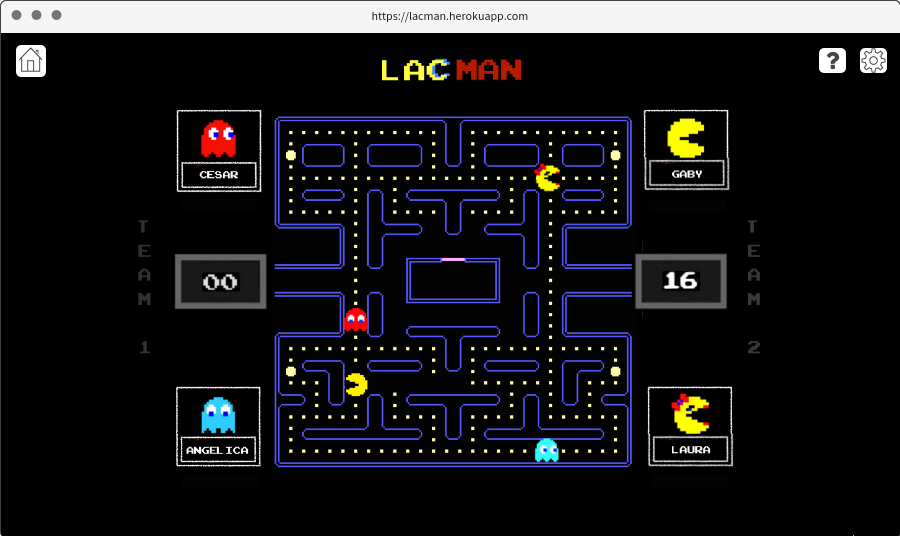 https://lacman.herokuapp.com
LACMAN
?
CESAR
GABY
TEAM 1
00
16
TEAM 2
ANGELICA
LAURA